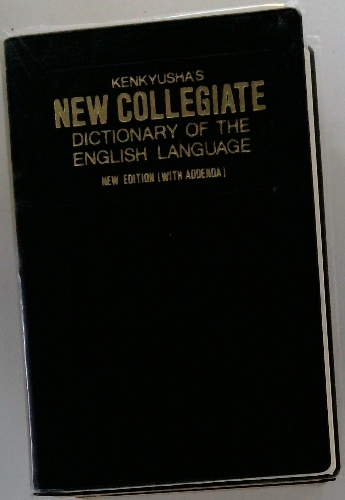 KENKYUSHA'S
NEW COLLEGIATE
DICTIONARY OF THE
ENGLISH LANGUAGE
NEW EDITION (WITH ADDENDA)